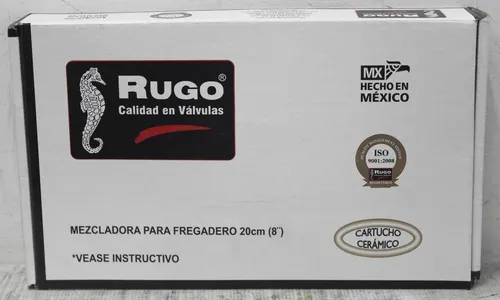 RUGO®
Calidad en Válvulas
MX
HECHO EN
MÉXICO
ISO
9001:2008
RUGO
MEZCLADORA PARA FREGADERO 20cm (8¨)
*VEASE INSTRUCTIVO
CARTUCHO
CERÁMICO